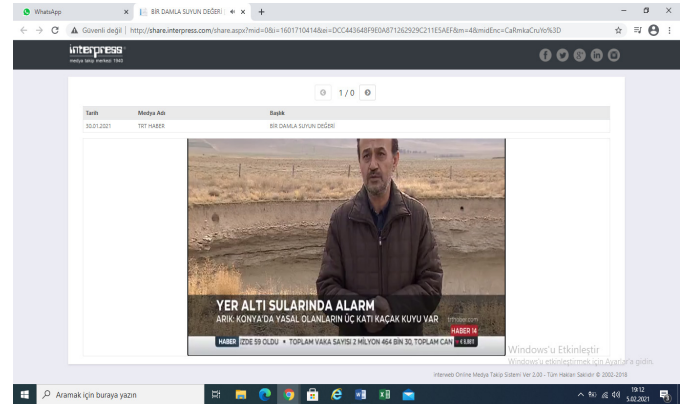 WhatsApp
BİR DAMLA SUYUN DEĞERİ
Güvenli değil
http://share.interpress.com/share.aspx?mid=0&i=1601710414&ei=DCC443648F9E0A871262929C211E5AEF&tm=4&midEnc=CaRmkaCruYo%3D
interpress
medya takip merkezi 1940
1 / 0
Tarih Medya Adı Başlık
30.01.2021 TRT HABER BİR DAMLA SUYUN DEĞERİ
YER ALTI SULARINDA ALARM
ARIK: KONYA'DA YASAL OLANLARIN ÜÇ KATI KAÇAK KUYU VAR
trthaber.com
HABER 14
HABER İZDE 59 OLDU • TOPLAM VAKA SAYISI 2 MİLYON 464 BİN 30, TOPLAM CAN
Windows'u Etkinleştir
Windows'u etkinleştirmek için Ayarlar'a gidin.
Interweb Online Medya Takip Sistemi Ver 2.00 - Tüm Hakları Saklıdır © 2002-2018
Aramak için buraya yazın
19:12
5.02.2021